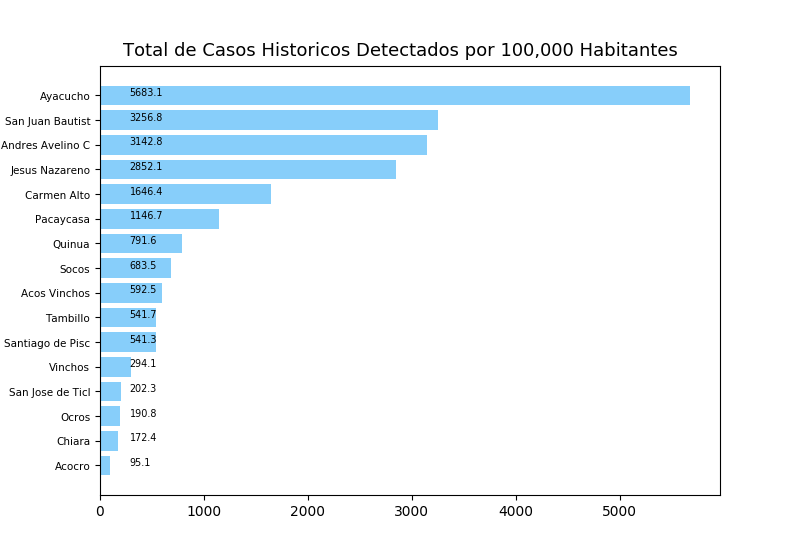 Total de Casos Historicos Detectados por 100,000 Habitantes
Ayacucho 5683.1
San Juan Bautist 3256.8
Andres Avelino C 3142.8
Jesus Nazareno 2852.1
Carmen Alto 1646.4
Pacaycasa 1146.7
Quinua 791.6
Socos 683.5
Acos Vinchos 592.5
Tambillo 541.7
Santiago de Pisc 541.3
Vinchos 294.1
San Jose de Ticl 202.3
Ocros 190.8
Chiara 172.4
Acocro 95.1
0 1000 2000 3000 4000 5000